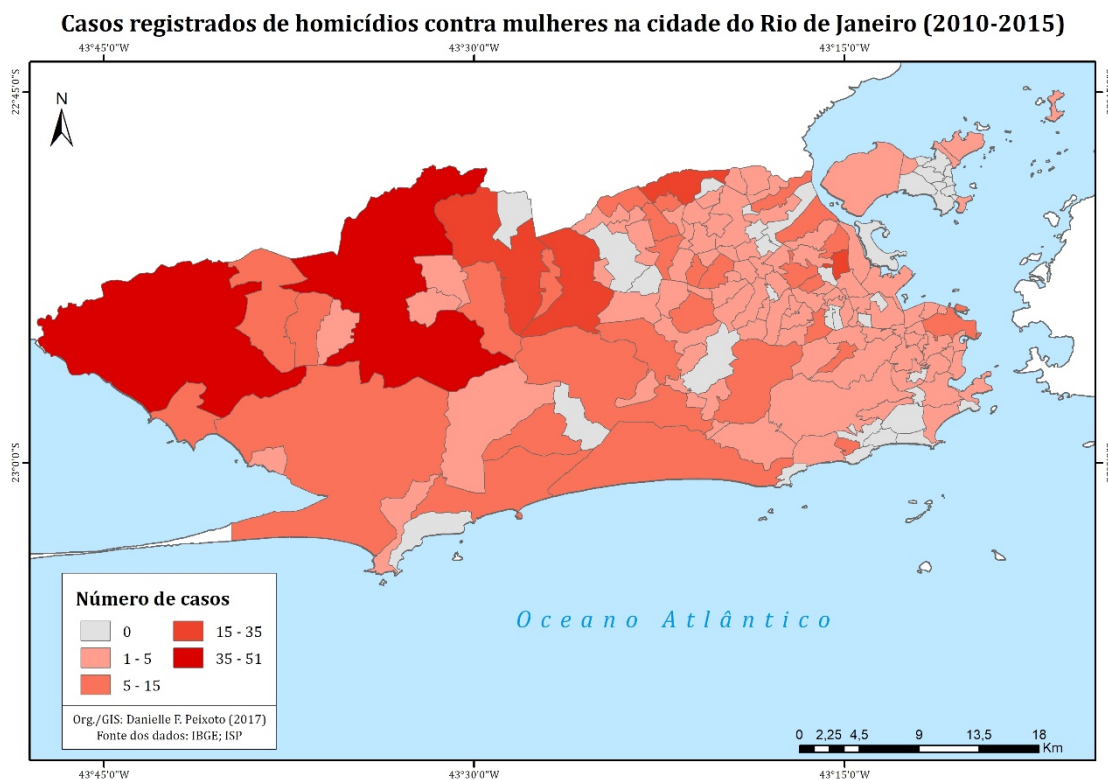 Casos registrados de homicídios contra mulheres na cidade do Rio de Janeiro (2010-2015)
43°45'0"W 43°30'0"W 43°15'0"W
22°45'0"S
N
23°0'0"S
Oceano Atlântico
Número de casos
0 15 - 35
1 - 5 35 - 51
5 - 15
Org./GIS: Danielle F. Peixoto (2017)
Fonte dos dados: IBGE; ISP
0 2,25 4,5 9 13,5 18
Km
43°45'0"W 43°30'0"W 43°15'0"W